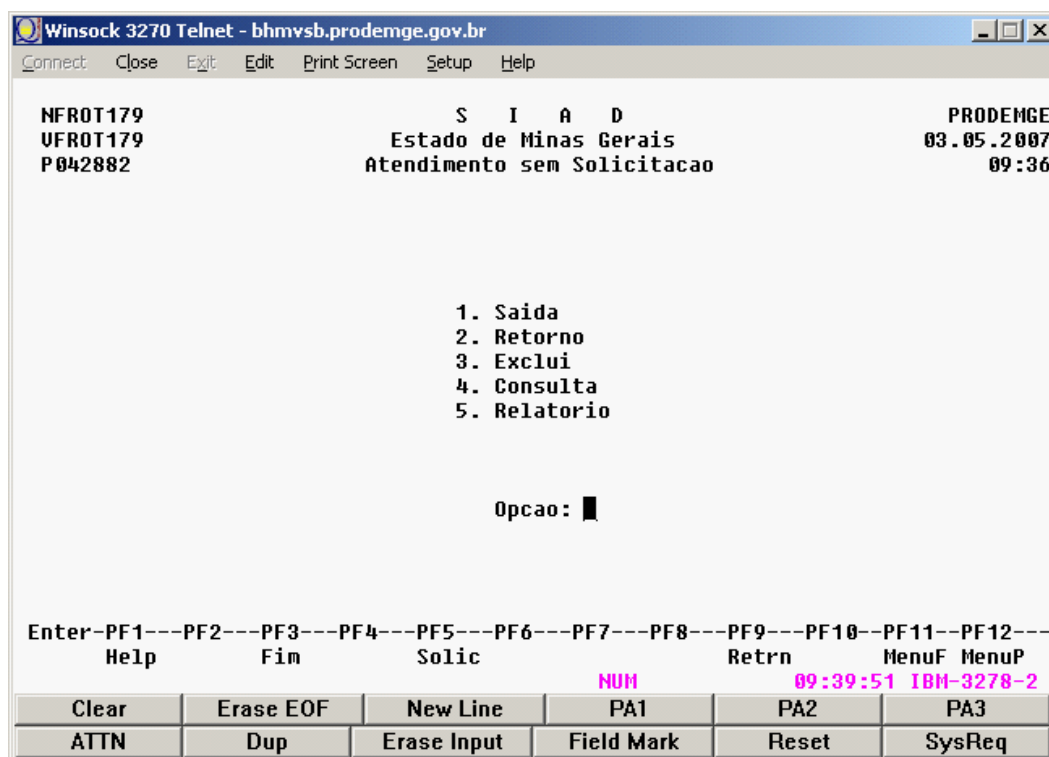 Winsock 3270 Telnet - bhmvsb.prodemge.gov.br
Connect Close Exit Edit Print Screen Setup Help
NFROT179 S I A D PRODEMGE
VFROT179 Estado de Minas Gerais 03.05.2007
P042882 Atendimento sem Solicitacao 09:36
1. Saida
2. Retorno
3. Exclui
4. Consulta
5. Relatorio
Opcao:
Enter-PF1---PF2---PF3---PF4---PF5---PF6---PF7---PF8---PF9---PF10--PF11--PF12---
Help Fim Solic Retrn MenuF MenuP
NUM 09:39:51 IBM-3278-2
Clear Erase EOF New Line PA1 PA2 PA3
ATTN Dup Erase Input Field Mark Reset SysReq